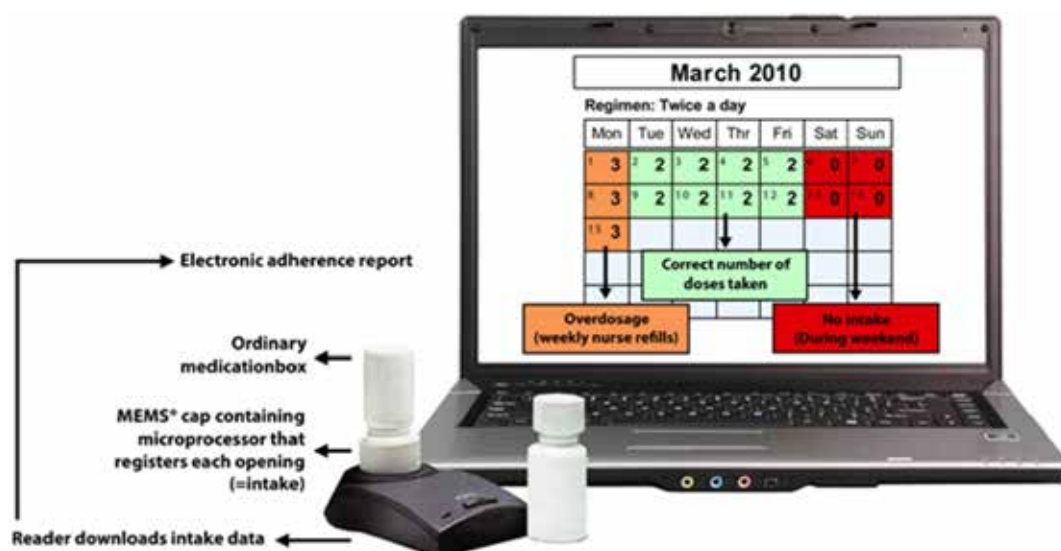 March 2010
Regimen: Twice a day
Mon Tue Wed Thr Fri Sat Sun
1 3 2 2 3 2 4 2 5 2 0 0
8 3 9 2 10 2 11 2 12 2 0 0
15 3
Correct number of
doses taken
Overdosage
(weekly nurse refills)
No intake
(During weekend)
Electronic adherence report
Ordinary
medicationbox
MEMS® cap containing
microprocessor that
registers each opening
(=intake)
Reader downloads intake data